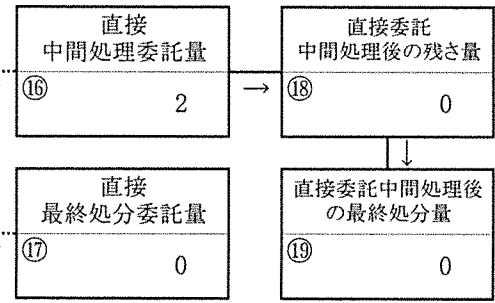 直接
中間処理委託量
⑯
2
→
直接委託
中間処理後の残さ量
⑱
0
↓
直接
最終処分委託量
⑰
0
直接委託中間処理後
の最終処分量
⑲
0